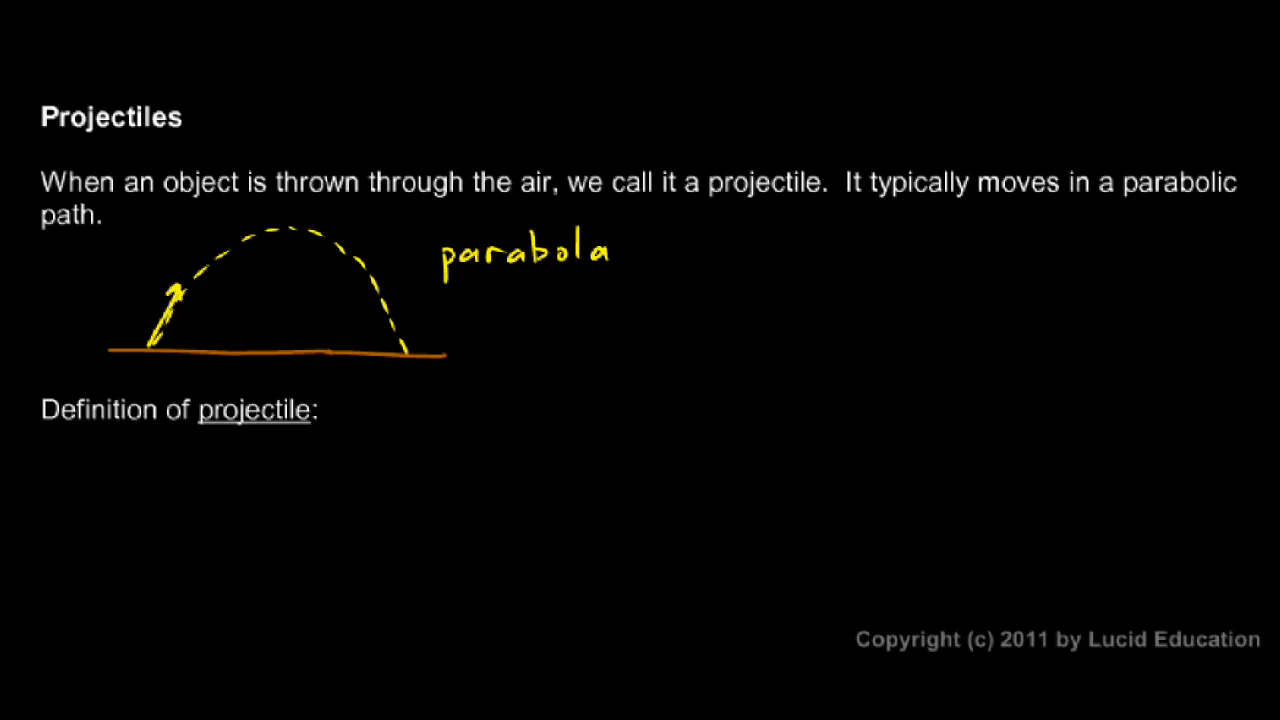 Projectiles
When an object is thrown through the air, we call it a projectile. It typically moves in a parabolic
path.
parabola
Definition of projectile:
Copyright (c) 2011 by Lucid Education